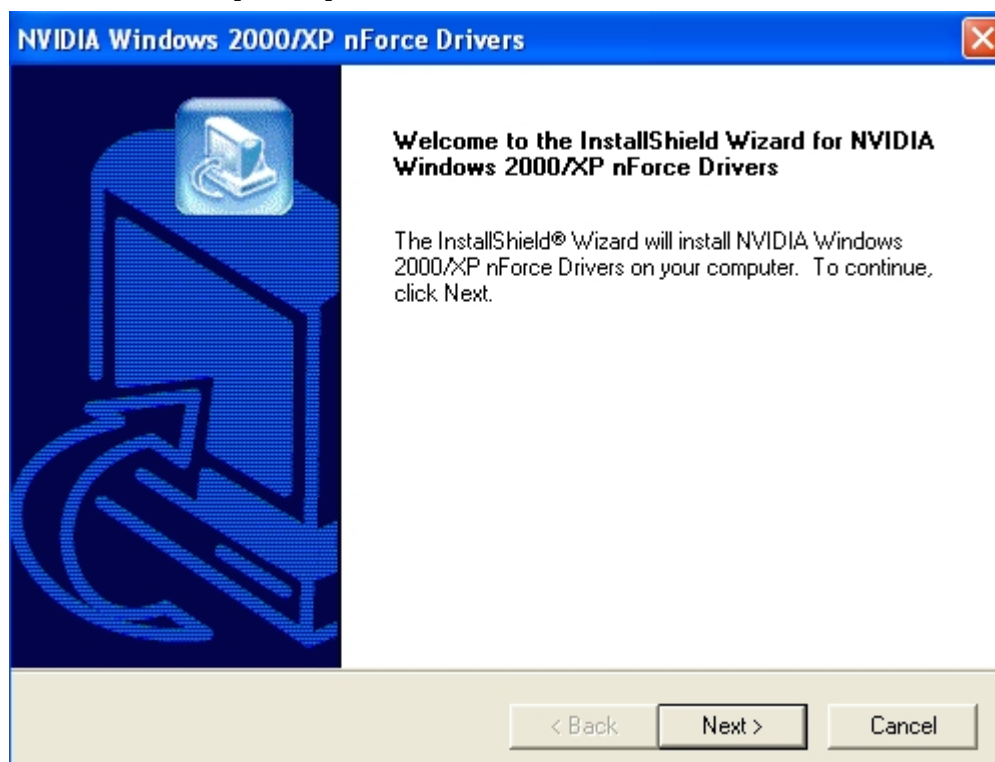 NVIDIA Windows 2000/XP nForce Drivers
Welcome to the InstallShield Wizard for NVIDIA
Windows 2000/XP nForce Drivers
The InstallShield® Wizard will install NVIDIA Windows
2000/XP nForce Drivers on your computer.  To continue,
click Next.
< Back
Next >
Cancel